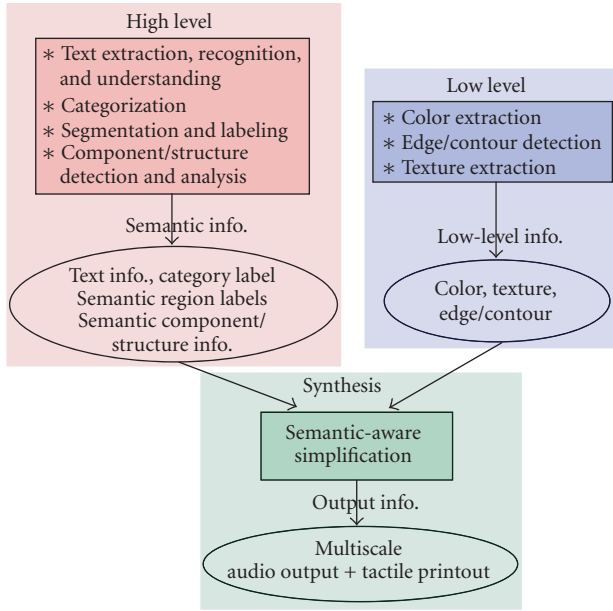 High level
∗ Text extraction, recognition,
and understanding
∗ Categorization
∗ Segmentation and labeling
∗ Component/structure
detection and analysis
Semantic info.
Text info., category label
Semantic region labels
Semantic component/
structure info.
Low level
∗ Color extraction
∗ Edge/contour detection
∗ Texture extraction
Low-level info.
Color, texture,
edge/contour
Synthesis
Semantic-aware
simplification
Output info.
Multiscale
audio output + tactile printout